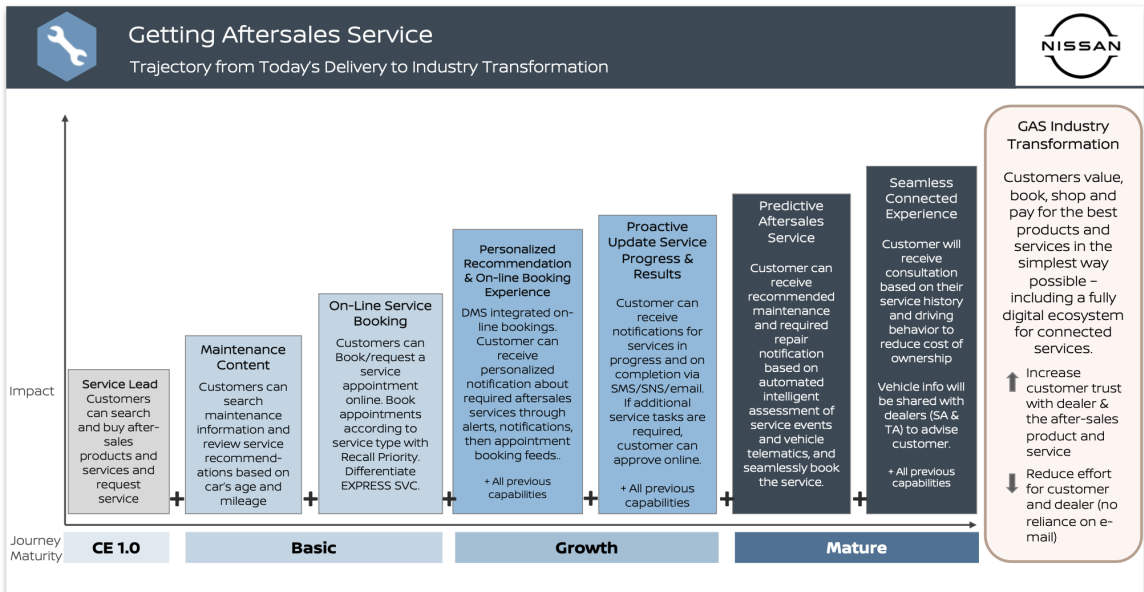 Getting Aftersales Service
Trajectory from Today's Delivery to Industry Transformation
NISSAN
Impact
Service Lead
Customers
can search
and buy after-
sales
products and
services and
request
service
+
Maintenance
Content
Customers can
search
maintenance
information and
review service
recommend-
ations based on
car's age and
mileage
+
On-Line Service
Booking
Customers can
Book/request a
service
appointment
online. Book
appointments
according to
service type with
Recall Priority.
Differentiate
EXPRESS SVC.
+
Personalized
Recommendation
& On-line Booking
Experience
DMS integrated on-
line bookings.
Customer can
receive
personalized
notification about
required aftersales
services through
alerts, notifications,
then appointment
booking feeds..
+ All previous
capabilities
+
Proactive
Update Service
Progress &
Results
Customer can
receive
notifications for
services in
progress and on
completion via
SMS/SNS/email.
If additional
service tasks are
required,
customer can
approve online.
+ All previous
capabilities
+
Predictive
Aftersales
Service
Customer can
receive
recommended
maintenance
and required
repair
notification
based on
automated
intelligent
assessment of
service events
and vehicle
telematics, and
seamlessly book
the service.
+
Seamless
Connected
Experience
Customer will
receive
consultation
based on their
service history
and driving
behavior to
reduce cost of
ownership
Vehicle info will
be shared with
dealers (SA &
TA) to advise
customer.
+ All previous
capabilities
GAS Industry
Transformation
Customers value,
book, shop and
pay for the best
products and
services in the
simplest way
possible –
including a fully
digital ecosystem
for connected
services.
Increase
customer trust
with dealer &
the after-sales
product and
service
Reduce effort
for customer
and dealer (no
reliance on e-
mail)
Journey
Maturity
CE 1.0
Basic
Growth
Mature